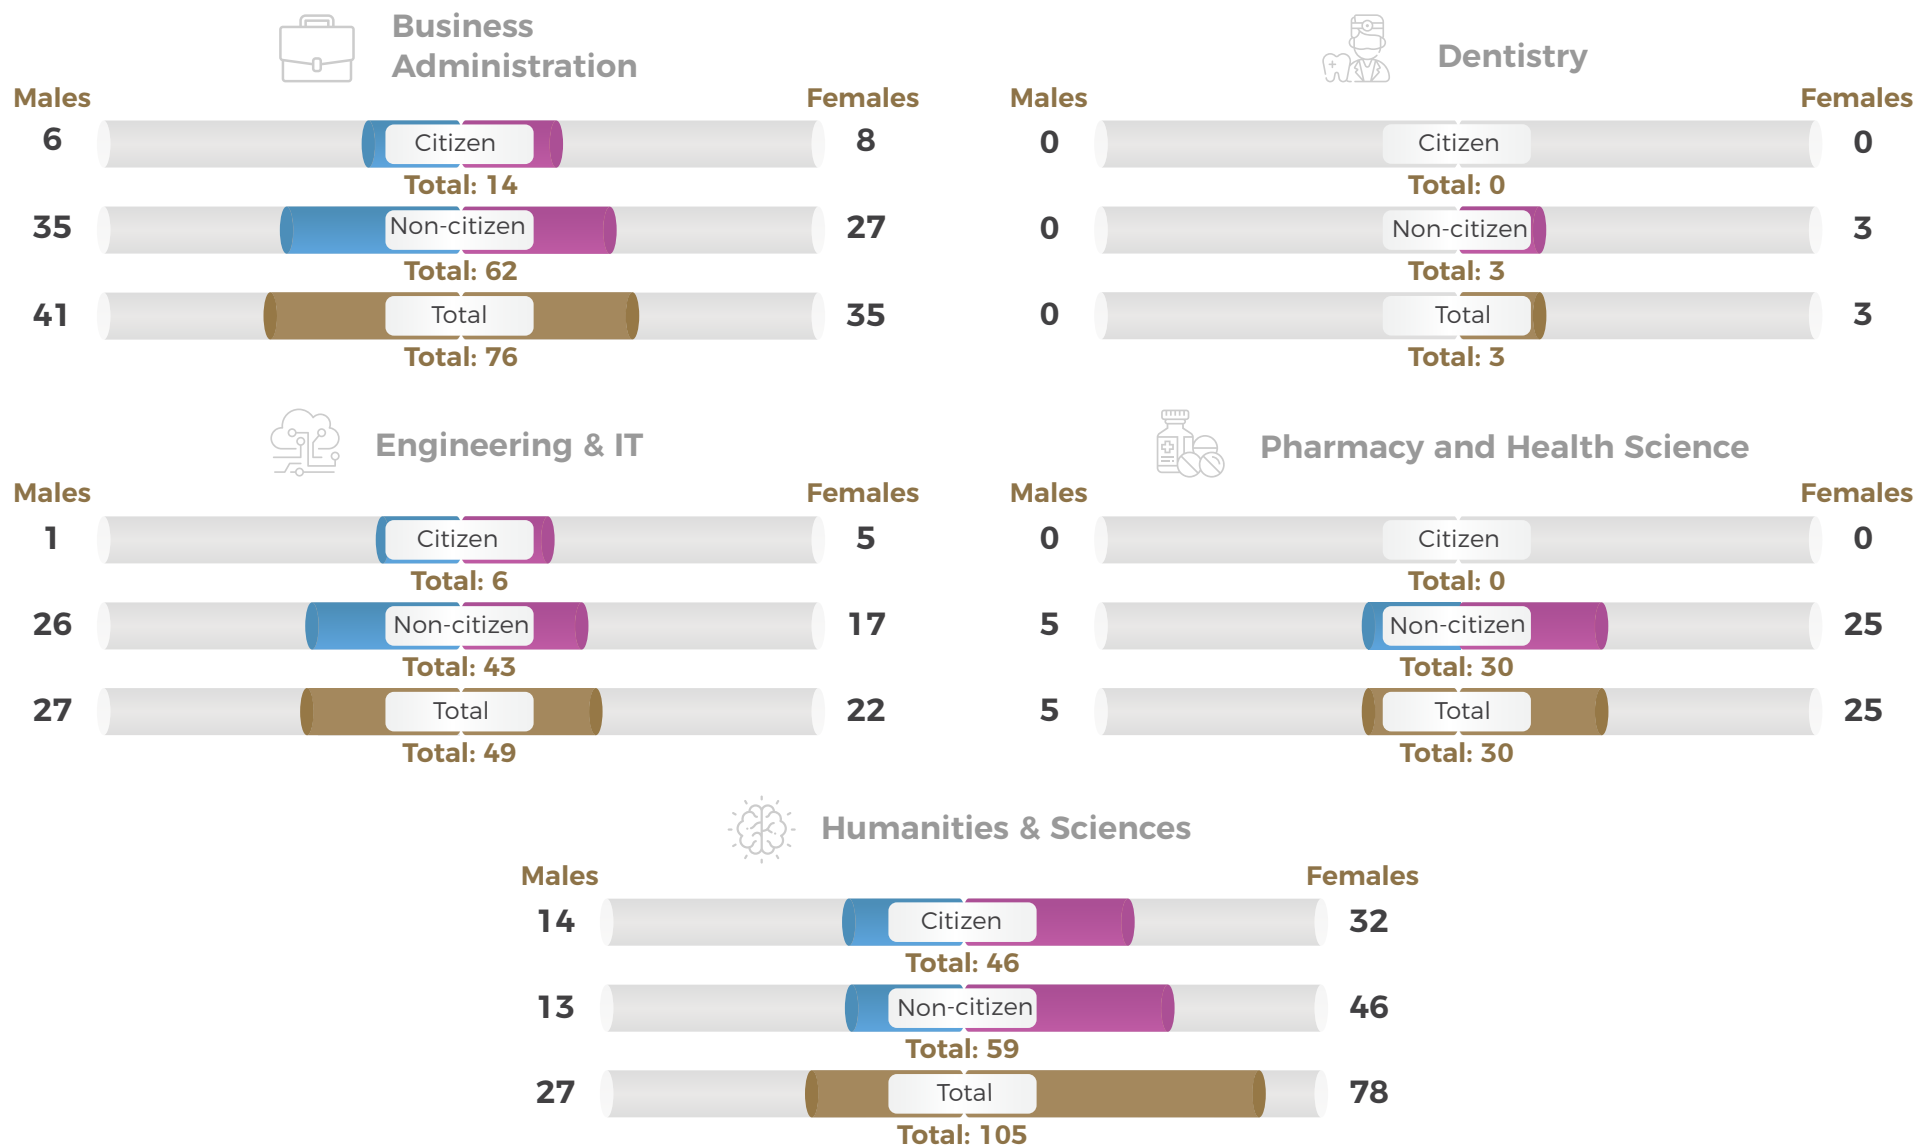 Business
Administration
Males
Females
6
Citizen
8
Total: 14
35
Non-citizen
27
Total: 62
41
Total
35
Total: 76
Dentistry
Males
Females
0
Citizen
0
Total: 0
0
Non-citizen
3
Total: 3
0
Total
3
Total: 3
Engineering & IT
Males
Females
1
Citizen
5
Total: 6
26
Non-citizen
17
Total: 43
27
Total
22
Total: 49
Pharmacy and Health Science
Males
Females
0
Citizen
0
Total: 0
5
Non-citizen
25
Total: 30
5
Total
25
Total: 30
Humanities & Sciences
Males
Females
14
Citizen
32
Total: 46
13
Non-citizen
46
Total: 59
27
Total
78
Total: 105